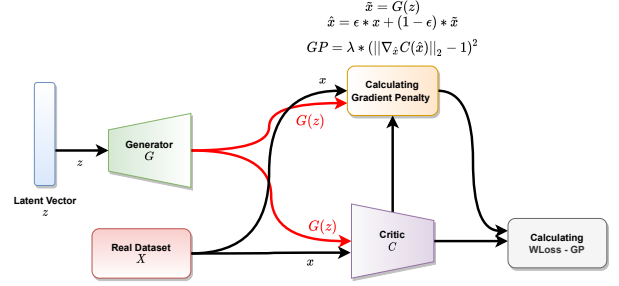 x̃ = G(z)
x̂ = ϵ * x + (1 − ϵ) * x̃
GP = λ * (||∇x̂ C(x̂)||₂ − 1)²
x
Calculating
Gradient Penalty
G(z)
Generator
G
z
Latent Vector
z
G(z)
Critic
C
Real Dataset
X
x
Calculating
WLoss - GP